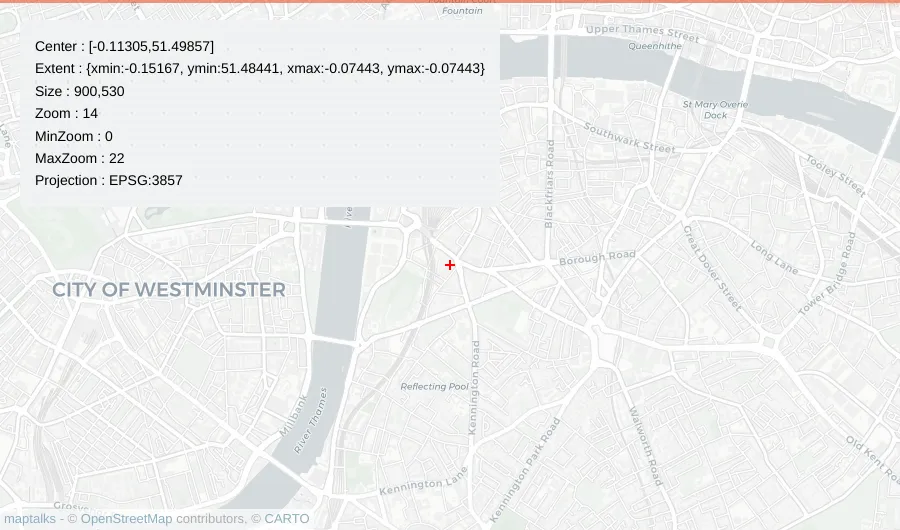 Fountain Court
Fountain
Upper Thames Street
Queenhithe
Center : [-0.11305,51.49857]
Extent : {xmin:-0.15167, ymin:51.48441, xmax:-0.07443, ymax:-0.07443}
Size : 900,530
Zoom : 14
MinZoom : 0
MaxZoom : 22
Projection : EPSG:3857
St Mary Overie
Dock
Southwark Street
Tooley Street
Blackfriars Road
Lane
Borough Road
Great Dover Street
Long Lane
Tower Bridge Road
CITY OF WESTMINSTER
Reflecting Pool
Kennington Road
Millbank
River Thames
Walworth Road
Kennington Park Road
Kennington Lane
Old Kent Road
maptalks - © OpenStreetMap contributors, © CARTO